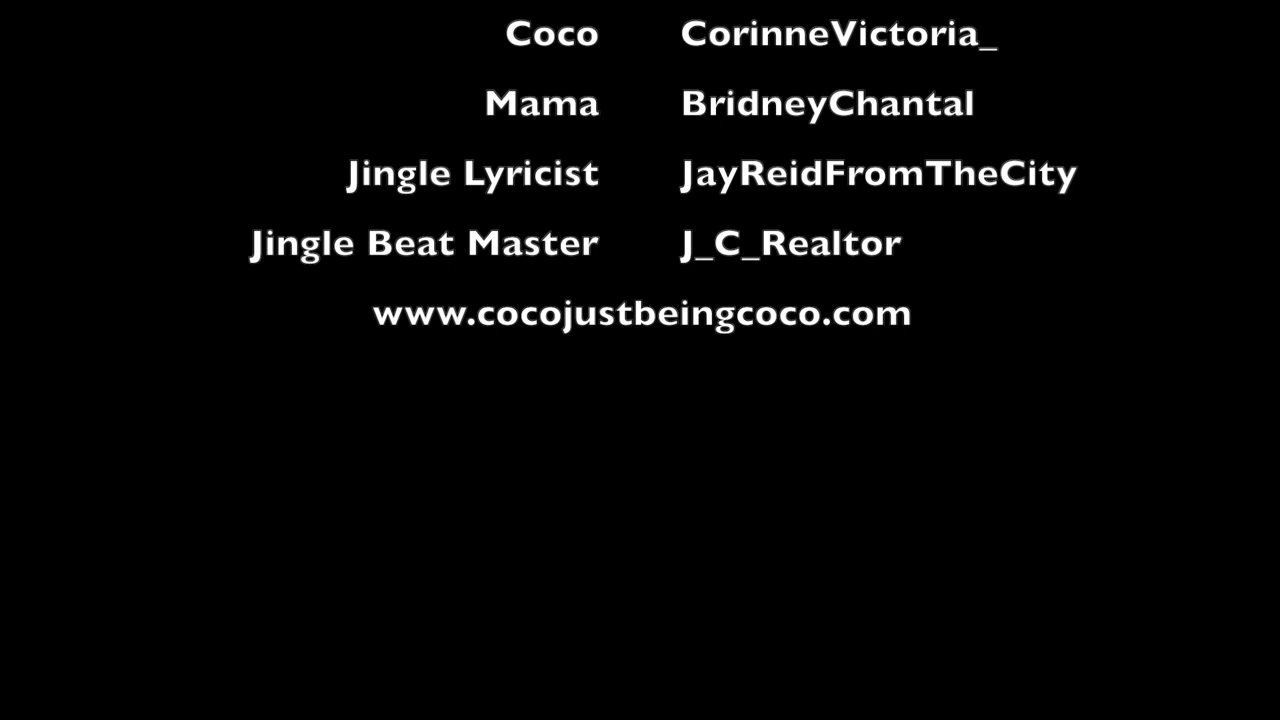 Coco CorinneVictoria_
Mama BridneyChantal
Jingle Lyricist JayReidFromTheCity
Jingle Beat Master J_C_Realtor
www.cocojustbeingcoco.com